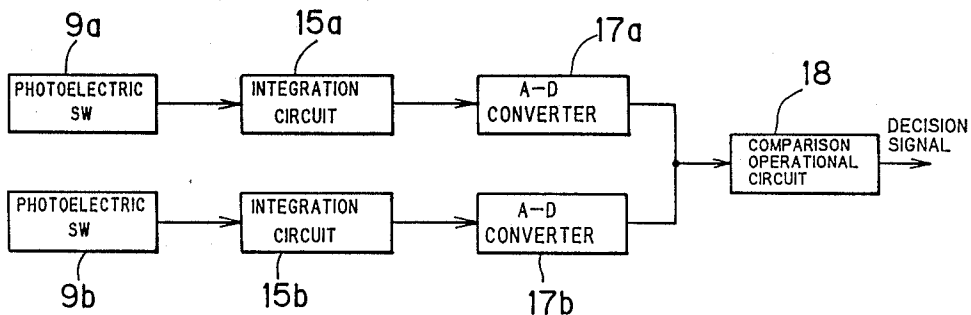 9a
15a
17a
18
PHOTOELECTRIC
SW
INTEGRATION
CIRCUIT
A-D
CONVERTER
COMPARISON
OPERATIONAL
CIRCUIT
DECISION
SIGNAL
PHOTOELECTRIC
SW
INTEGRATION
CIRCUIT
A-D
CONVERTER
9b
15b
17b